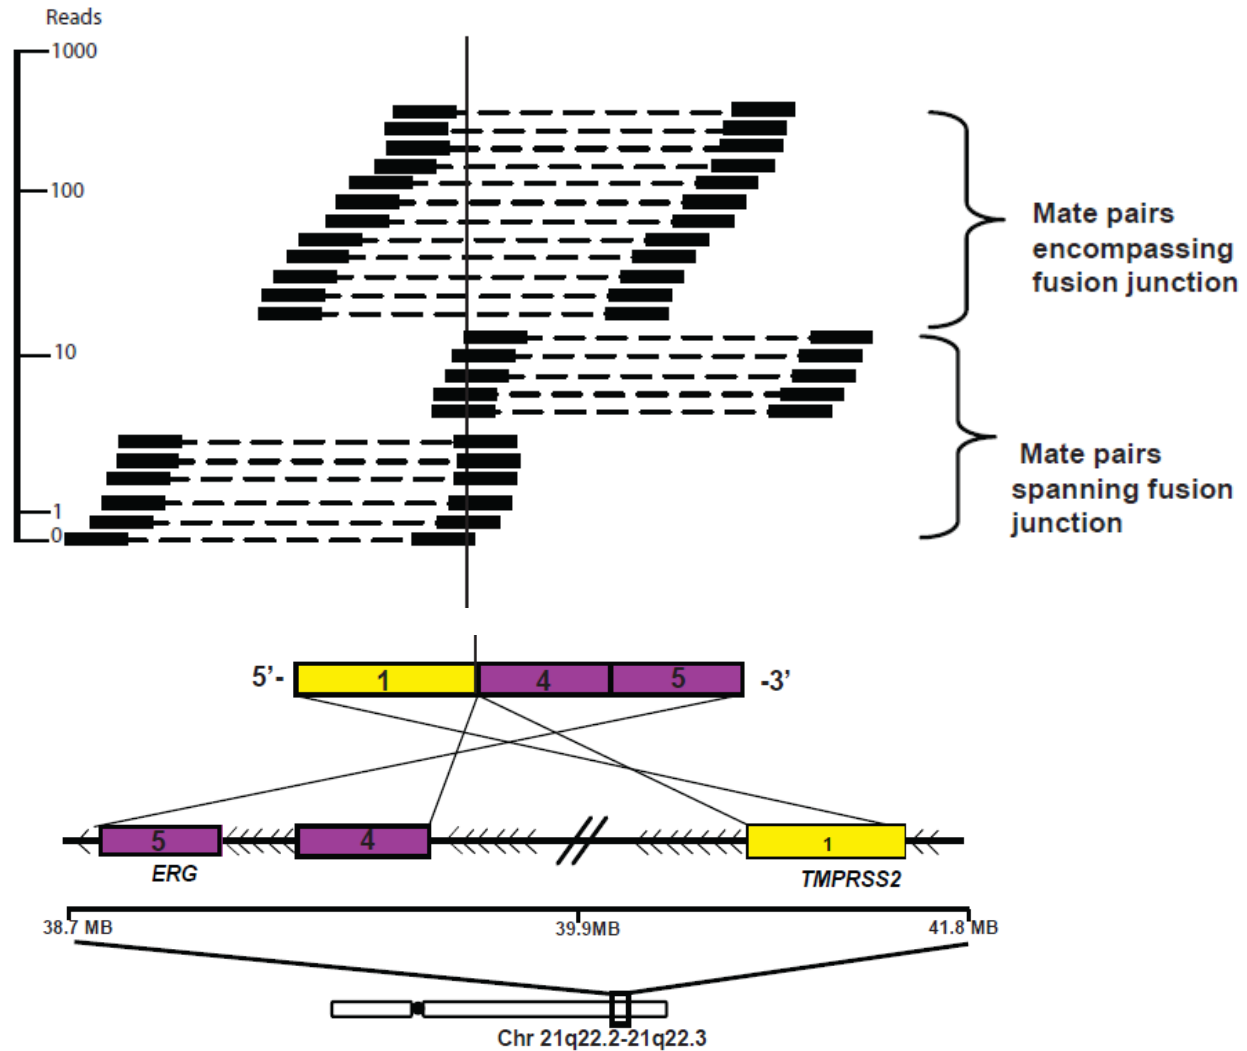 Reads
1000
100
10
1
0
Mate pairs
encompassing
fusion junction
Mate pairs
spanning fusion
junction
5’- 1 4 5 -3’
5 4 1
ERG
TMPRSS2
38.7 MB 39.9MB 41.8 MB
Chr 21q22.2-21q22.3